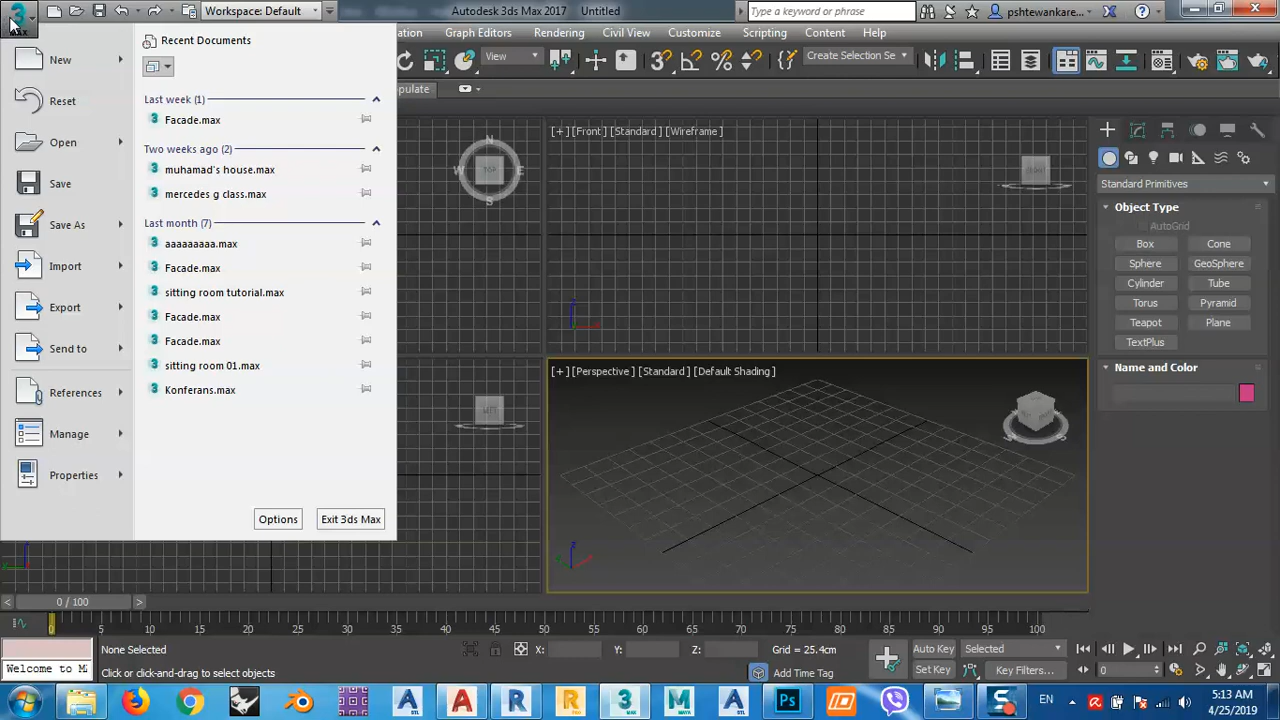 Workspace: Default
Autodesk 3ds Max 2017
Untitled
Type a keyword or phrase
pshtewankare...
Graph Editors
Rendering
Civil View
Customize
Scripting
Content
Help
View
Create Selection Se
[+] [Front] [Standard] [Wireframe]
N
W
TOP
E
S
New
Reset
Open
Save
Save As
Import
Export
Send to
References
Manage
Properties
Recent Documents
Last week (1)
Facade.max
Two weeks ago (2)
muhamad's house.max
mercedes g class.max
Last month (7)
aaaaaaaaa.max
Facade.max
sitting room tutorial.max
Facade.max
Facade.max
sitting room 01.max
Konferans.max
Options
Exit 3ds Max
[+] [Perspective] [Standard] [Default Shading]
Standard Primitives
Object Type
AutoGrid
Box
Cone
Sphere
GeoSphere
Cylinder
Tube
Torus
Pyramid
Teapot
Plane
TextPlus
Name and Color
0 / 100
0 5 10 15 20 25 30 35 40 45 50 55 60 65 70 75 80 85 90 95 100
None Selected
X:
Y:
Z:
Grid = 25.4cm
Auto Key
Selected
Welcome to M
Click or click-and-drag to select objects
Add Time Tag
Set Key
Key Filters...
0
EN
5:13 AM
4/25/2019